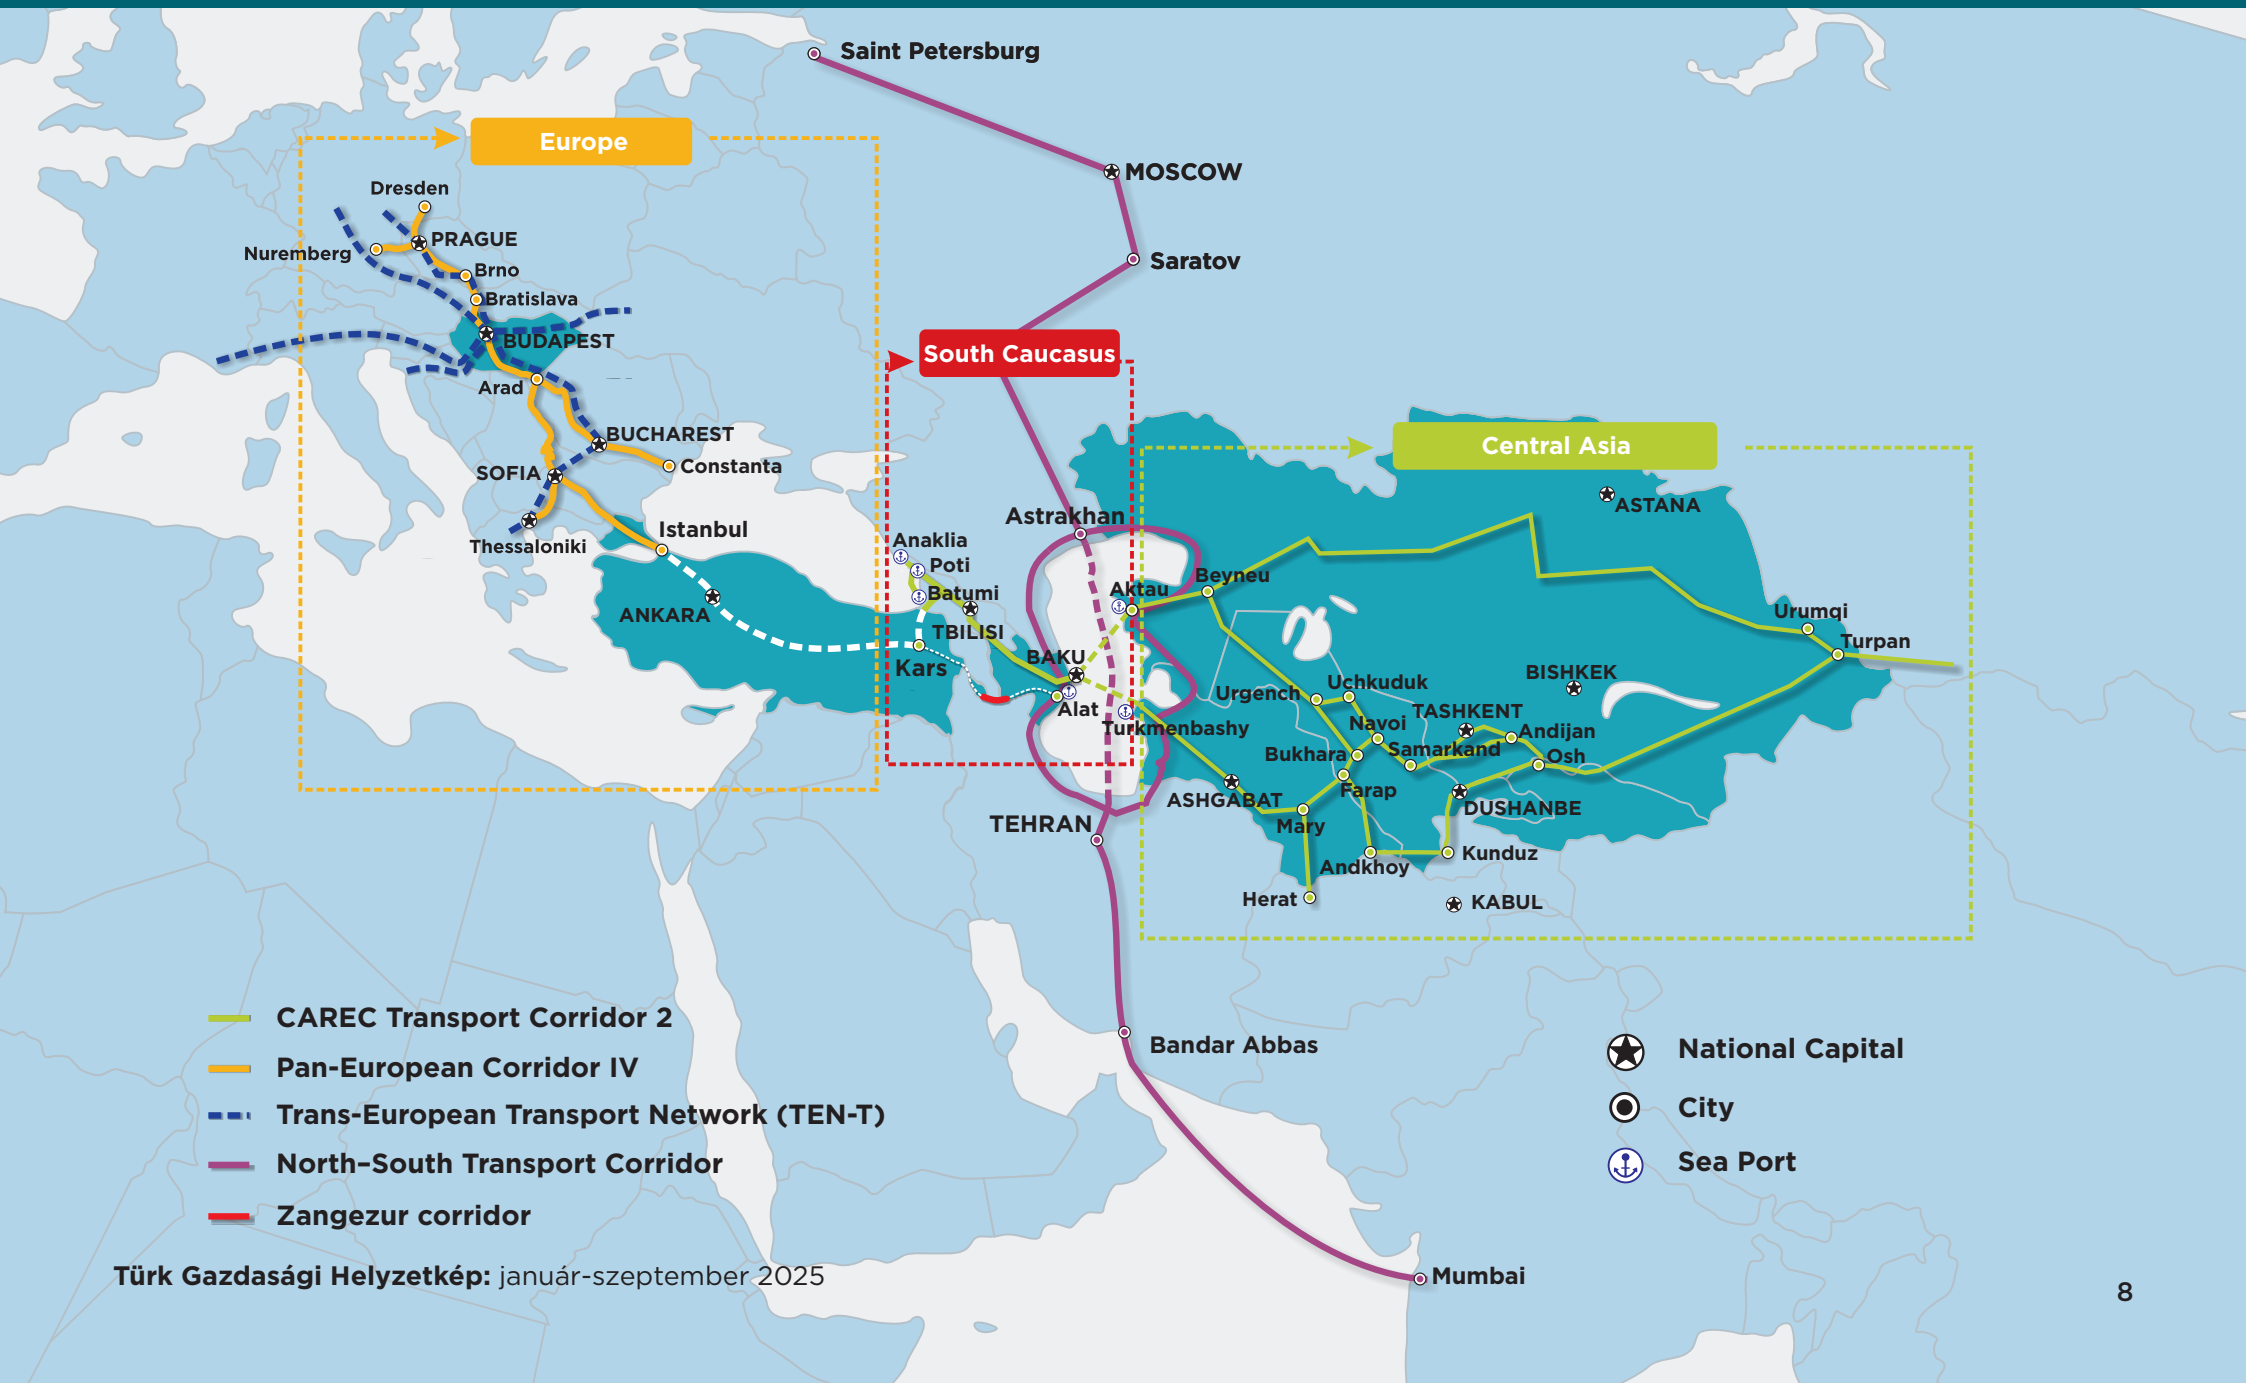 Saint Petersburg
Europe
MOSCOW
Dresden
PRAGUE
Nuremberg
Saratov
Brno
Bratislava
BUDAPEST
South Caucasus
Arad
BUCHAREST
Central Asia
Constanta
SOFIA
ASTANA
Astrakhan
Istanbul
Thessaloniki
Anaklia
Poti
Beyneu
Aktau
Batumi
ANKARA
Urumqi
TBILISI
Turpan
BAKU
Kars
BISHKEK
Uchkuduk
Urgench
Alat
TASHKENT
Navoi
Turkmenbashy
Andijan
Samarkand
Bukhara
Osh
Farap
ASHGABAT
DUSHANBE
TEHRAN
Mary
Kunduz
Andkhoy
Herat
KABUL
CAREC Transport Corridor 2
Pan-European Corridor IV
Trans-European Transport Network (TEN-T)
North–South Transport Corridor
Zangezur corridor
Bandar Abbas
National Capital
City
Sea Port
Mumbai
Türk Gazdasági Helyzetkép: január-szeptember 2025
8